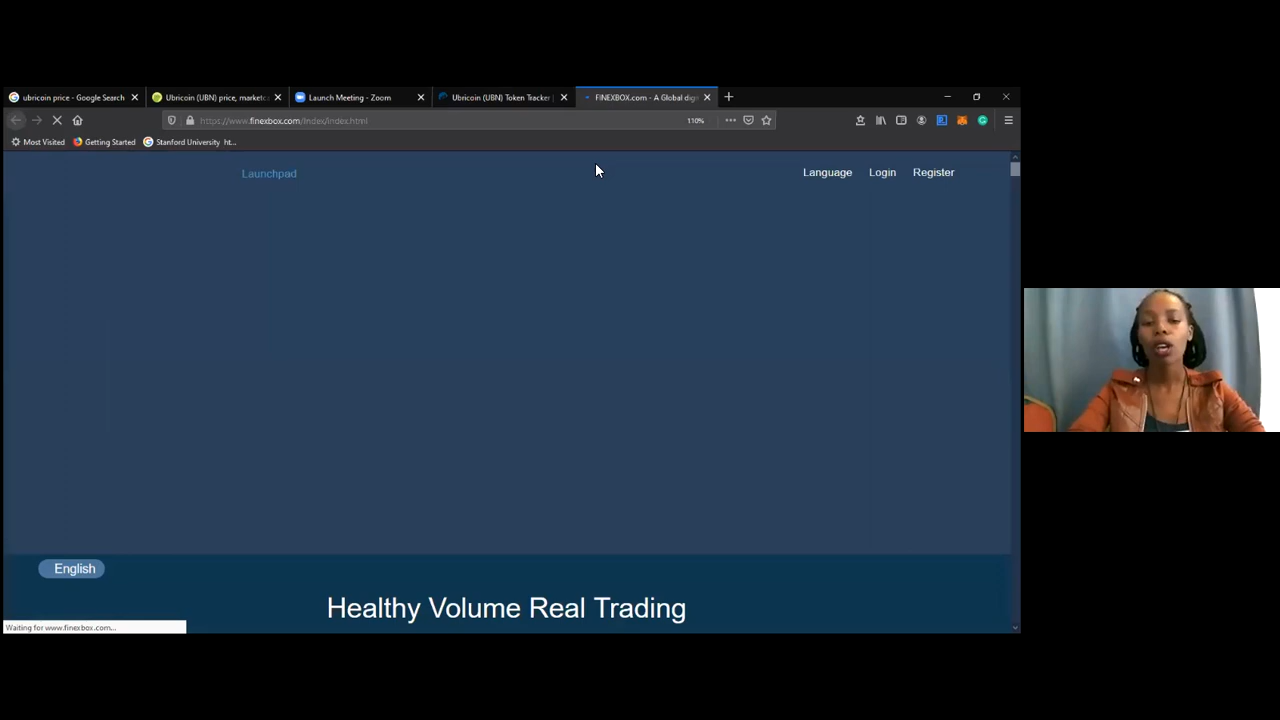 ubricoin price - Google Search
Ubricoin (UBN) price, marketca
Launch Meeting - Zoom
Ubricoin (UBN) Token Tracker |
FINEXBOX.com - A Global digi
https://www.finexbox.com/Index/index.html
110%
Most Visited
Getting Started
Stanford University ht...
Launchpad
Language
Login
Register
English
Healthy Volume Real Trading
Waiting for www.finexbox.com...